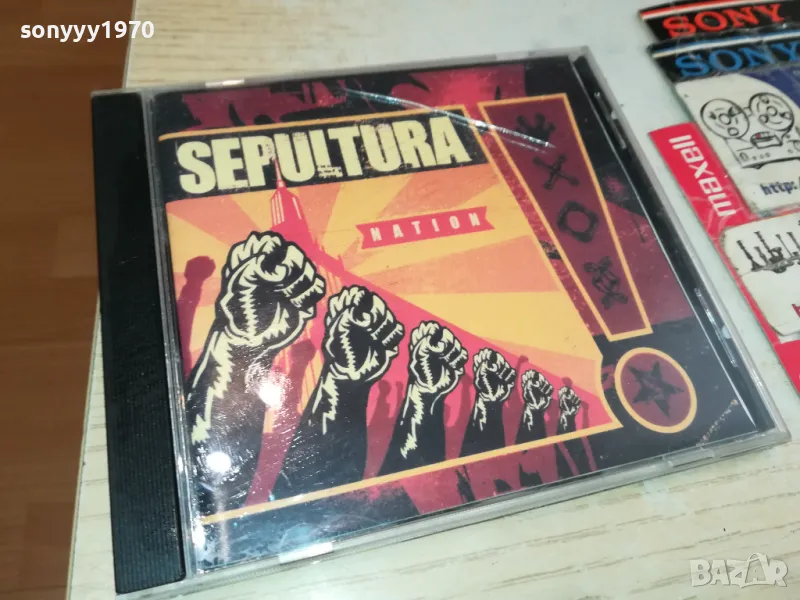 sonyyy1970
SONY
SONY
SEPULTURA
NATION
maxell
http:/
BAZAR